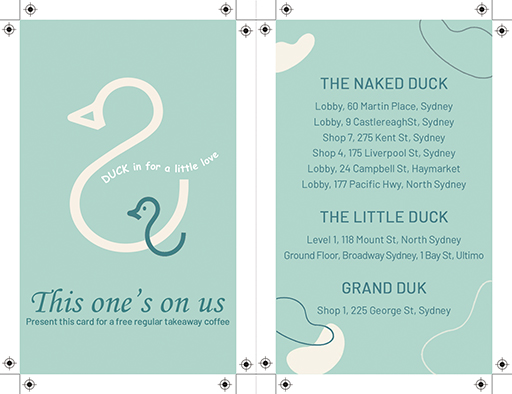 DUCK in for a little love
This one's on us
Present this card for a free regular takeaway coffee
THE NAKED DUCK
Lobby, 60 Martin Place, Sydney
Lobby, 9 CastlereaghSt, Sydney
Shop 7, 275 Kent St, Sydney
Shop 4, 175 Liverpool St, Sydney
Lobby, 24 Campbell St, Haymarket
Lobby, 177 Pacific Hwy, North Sydney
THE LITTLE DUCK
Level 1, 118 Mount St, North Sydney
Ground Floor, Broadway Sydney, 1 Bay St, Ultimo
GRAND DUK
Shop 1, 225 George St, Sydney